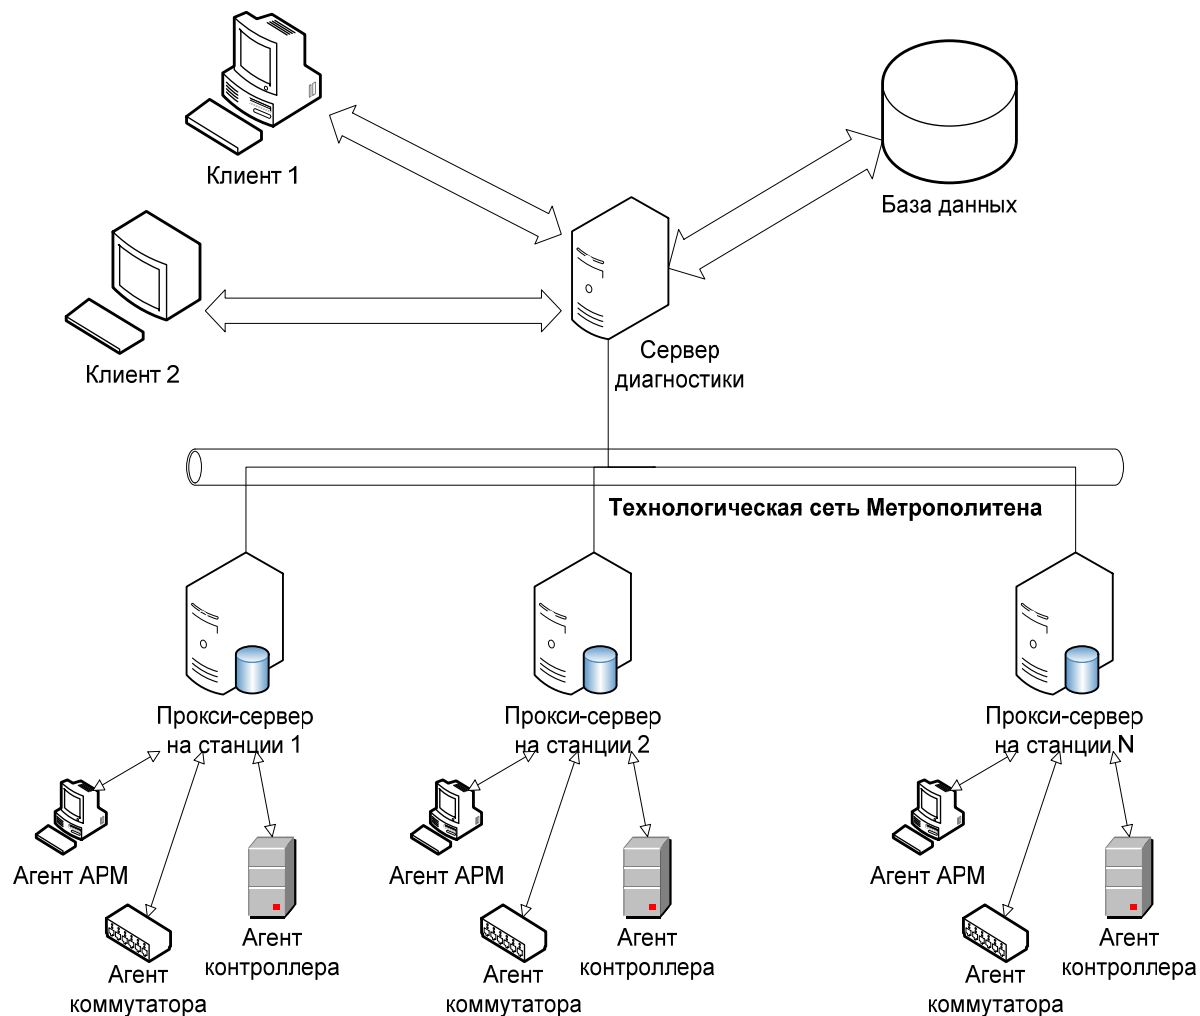 Клиент 1
База данных
Клиент 2
Сервер
диагностики
Технологическая сеть Метрополитена
Прокси-сервер
на станции 1
Прокси-сервер
на станции 2
Прокси-сервер
на станции N
Агент АРМ
Агент
коммутатора
Агент
контроллера
Агент АРМ
Агент
коммутатора
Агент
контроллера
Агент АРМ
Агент
коммутатора
Агент
контроллера